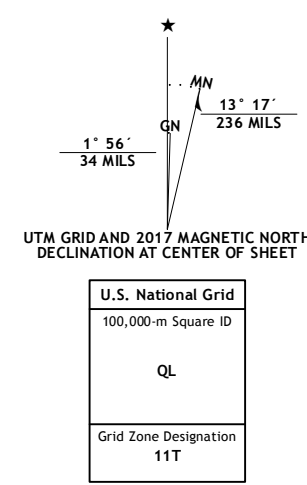 ★
MN
GN
13° 17´
236 MILS
1° 56´
34 MILS
UTM GRID AND 2017 MAGNETIC NORTH
DECLINATION AT CENTER OF SHEET
U.S. National Grid
100,000-m Square ID
QL
Grid Zone Designation
11T